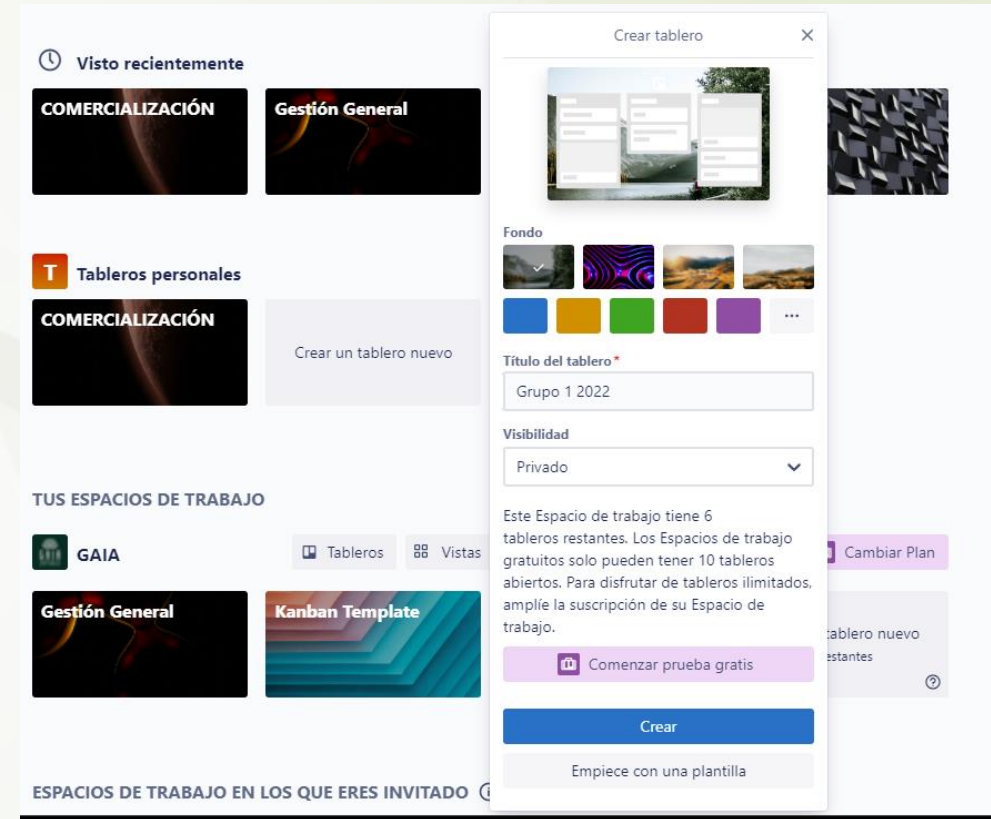 Visto recientemente
COMERCIALIZACIÓN
Gestión General
T
Tableros personales
COMERCIALIZACIÓN
Crear un tablero nuevo
TUS ESPACIOS DE TRABAJO
GAIA
Tableros
Vistas
Cambiar Plan
Gestión General
Kanban Template
tablero nuevo
restantes
ESPACIOS DE TRABAJO EN LOS QUE ERES INVITADO
Crear tablero
Fondo
Título del tablero*
Grupo 1 2022
Visibilidad
Privado
Este Espacio de trabajo tiene 6
tableros restantes. Los Espacios de trabajo
gratuitos solo pueden tener 10 tableros
abiertos. Para disfrutar de tableros ilimitados,
amplíe la suscripción de su Espacio de
trabajo.
Comenzar prueba gratis
Crear
Empiece con una plantilla